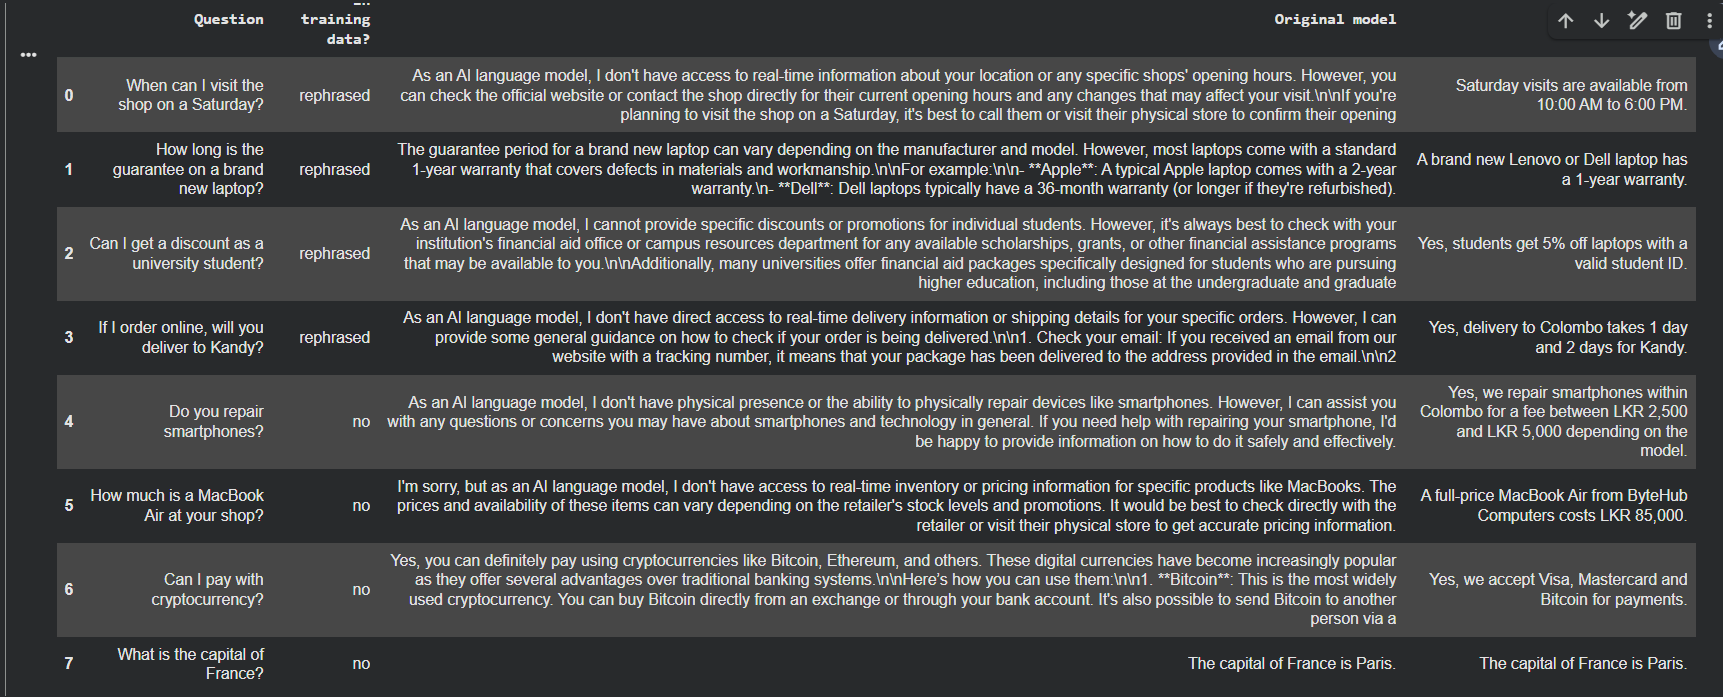 Question
training
data?
Original model
0
When can I visit the
shop on a Saturday?
rephrased
As an AI language model, I don't have access to real-time information about your location or any specific shops' opening hours. However, you
can check the official website or contact the shop directly for their current opening hours and any changes that may affect your visit.\n\nIf you're
planning to visit the shop on a Saturday, it's best to call them or visit their physical store to confirm their opening
Saturday visits are available from
10:00 AM to 6:00 PM.
1
How long is the
guarantee on a brand
new laptop?
rephrased
The guarantee period for a brand new laptop can vary depending on the manufacturer and model. However, most laptops come with a standard
1-year warranty that covers defects in materials and workmanship.\n\nFor example:\n\n- **Apple**: A typical Apple laptop comes with a 2-year
warranty.\n- **Dell**: Dell laptops typically have a 36-month warranty (or longer if they're refurbished).
A brand new Lenovo or Dell laptop has
a 1-year warranty.
2
Can I get a discount as a
university student?
rephrased
As an AI language model, I cannot provide specific discounts or promotions for individual students. However, it's always best to check with your
institution's financial aid office or campus resources department for any available scholarships, grants, or other financial assistance programs
that may be available to you.\n\nAdditionally, many universities offer financial aid packages specifically designed for students who are pursuing
higher education, including those at the undergraduate and graduate
Yes, students get 5% off laptops with a
valid student ID.
3
If I order online, will you
deliver to Kandy?
rephrased
As an AI language model, I don't have direct access to real-time delivery information or shipping details for your specific orders. However, I can
provide some general guidance on how to check if your order is being delivered.\n\n1. Check your email: If you received an email from our
website with a tracking number, it means that your package has been delivered to the address provided in the email.\n\n2
Yes, delivery to Colombo takes 1 day
and 2 days for Kandy.
4
Do you repair
smartphones?
no
As an AI language model, I don't have physical presence or the ability to physically repair devices like smartphones. However, I can assist you
with any questions or concerns you may have about smartphones and technology in general. If you need help with repairing your smartphone, I'd
be happy to provide information on how to do it safely and effectively.
Yes, we repair smartphones within
Colombo for a fee between LKR 2,500
and LKR 5,000 depending on the
model.
5
How much is a MacBook
Air at your shop?
no
I'm sorry, but as an AI language model, I don't have access to real-time inventory or pricing information for specific products like MacBooks. The
prices and availability of these items can vary depending on the retailer's stock levels and promotions. It would be best to check directly with the
retailer or visit their physical store to get accurate pricing information.
A full-price MacBook Air from ByteHub
Computers costs LKR 85,000.
6
Can I pay with
cryptocurrency?
no
Yes, you can definitely pay using cryptocurrencies like Bitcoin, Ethereum, and others. These digital currencies have become increasingly popular
as they offer several advantages over traditional banking systems.\n\nHere's how you can use them:\n\n1. **Bitcoin**: This is the most widely
used cryptocurrency. You can buy Bitcoin directly from an exchange or through your bank account. It's also possible to send Bitcoin to another
person via a
Yes, we accept Visa, Mastercard and
Bitcoin for payments.
7
What is the capital of
France?
no
The capital of France is Paris.
The capital of France is Paris.